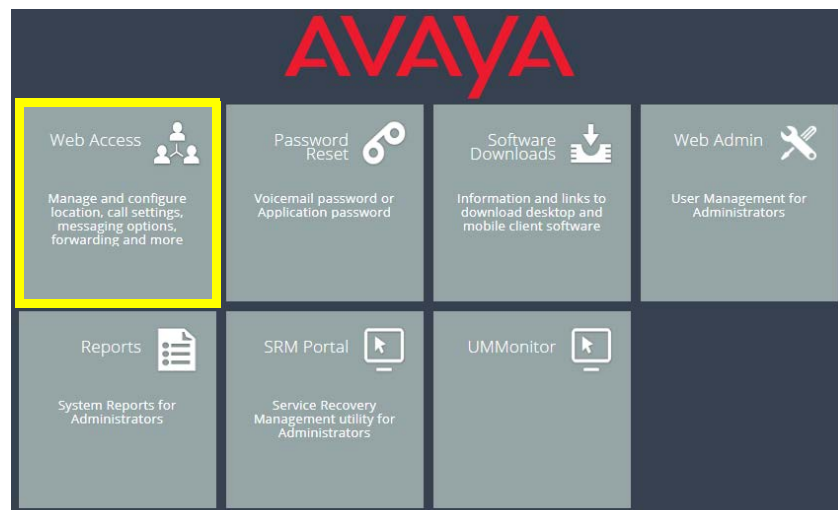 AVAYA
Web Access
Manage and configure
location, call settings,
messaging options,
forwarding and more
Password
Reset
Voicemail password or
Application password
Software
Downloads
Information and links to
download desktop and
mobile client software
Web Admin
User Management for
Administrators
Reports
System Reports for
Administrators
SRM Portal
Service Recovery
Management utility for
Administrators
UMMonitor